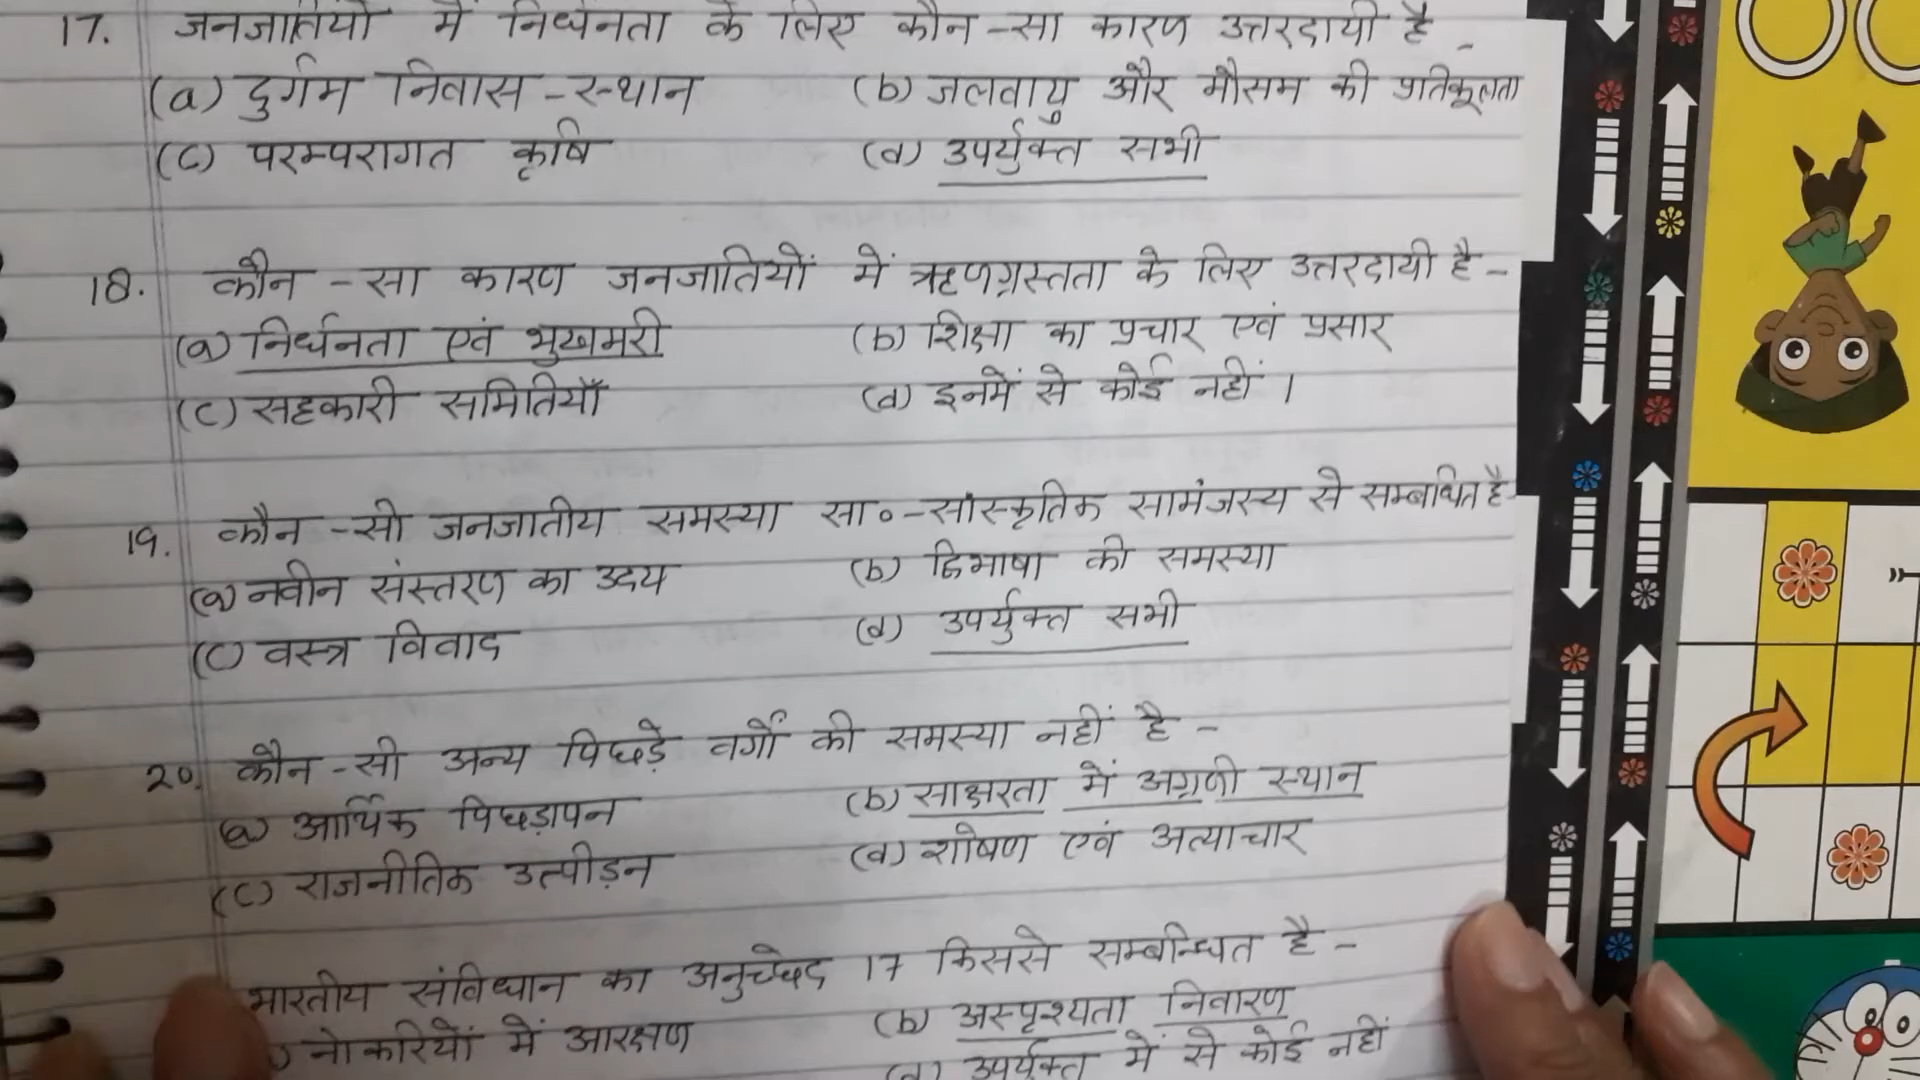 17. जनजातियों में निर्धनता के लिए कौन-सा कारण उत्तरदायी है -
(a) दुर्गम निवास-स्थान (b) जलवायु और मौसम की प्रतिकूलता
(c) परम्परागत कृषि (d) उपर्युक्त सभी
18. कौन-सा कारण जनजातियों में ऋणग्रस्तता के लिए उत्तरदायी है -
(a) निर्धनता एवं भुखमरी (b) शिक्षा का प्रचार एवं प्रसार
(c) सहकारी समितियाँ (d) इनमें से कोई नहीं ।
19. कौन-सी जनजातीय समस्या सा०-सांस्कृतिक सामंजस्य से सम्बंधित है
(a) नवीन संस्तरण का उदय (b) द्विभाषा की समस्या
(c) वस्त्र विवाद (d) उपर्युक्त सभी
20. कौन-सी अन्य पिछड़े वर्गों की समस्या नहीं है -
(a) आर्थिक पिछड़ापन (b) साक्षरता में अग्रणी स्थान
(c) राजनीतिक उत्पीड़न (d) शोषण एवं अत्याचार
भारतीय संविधान का अनुच्छेद 17 किससे सम्बन्धित है -
नौकरियों में आरक्षण (b) अस्पृश्यता निवारण
(d) उपर्युक्त में से कोई नहीं